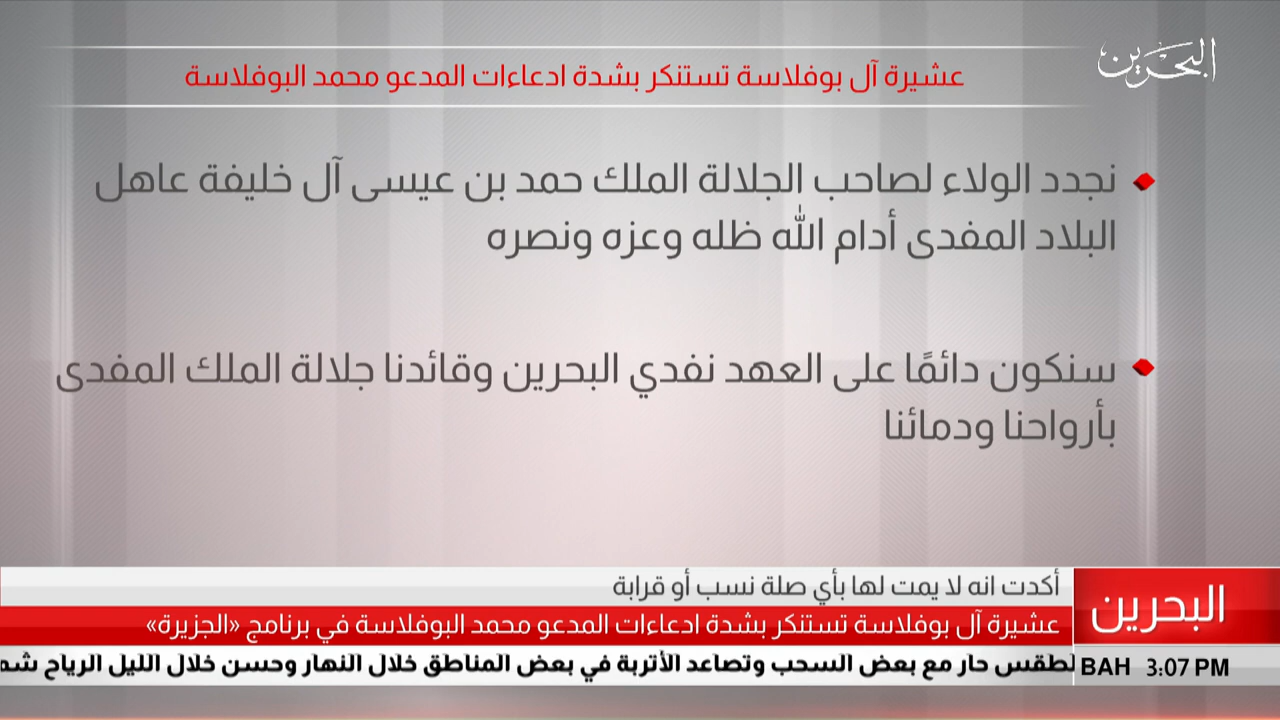 البحرين
عشيرة آل بوفلاسة تستنكر بشدة ادعاءات المدعو محمد البوفلاسة
نجدد الولاء لصاحب الجلالة الملك حمد بن عيسى آل خليفة عاهل
البلاد المفدى أدام الله ظله وعزه ونصره
سنكون دائمًا على العهد نفدي البحرين وقائدنا جلالة الملك المفدى
بأرواحنا ودمائنا
أكدت انه لا يمت لها بأي صلة نسب أو قرابة
البحرين
عشيرة آل بوفلاسة تستنكر بشدة ادعاءات المدعو محمد البوفلاسة في برنامج «الجزيرة»
لطقس حار مع بعض السحب وتصاعد الأتربة في بعض المناطق خلال النهار وحسن خلال الليل الرياح شم
BAH 3:07 PM